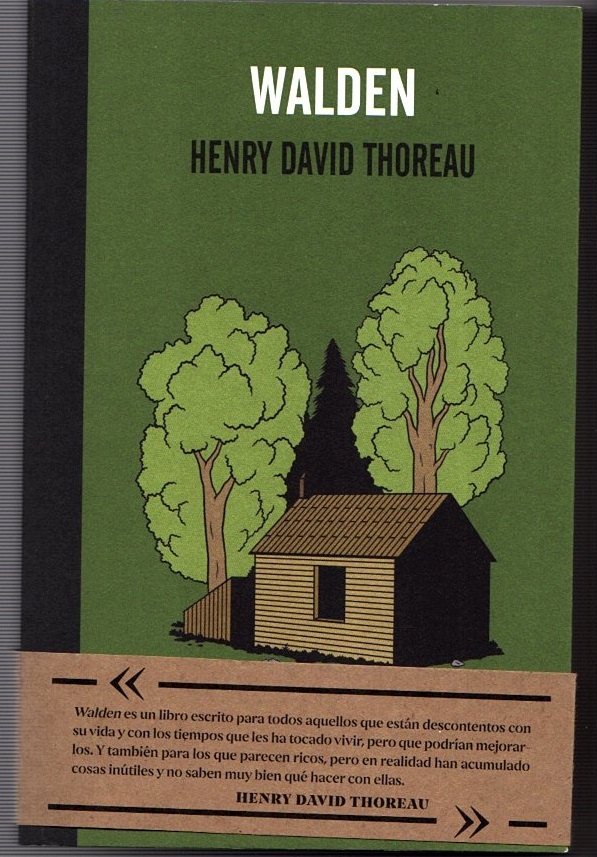 WALDEN
HENRY DAVID THOREAU
Walden es un libro escrito para todos aquellos que están descontentos con
su vida y con los tiempos que les ha tocado vivir, pero que podrían mejorar-
los. Y también para los que parecen ricos, pero en realidad han acumulado
cosas inútiles y no saben muy bien qué hacer con ellas.
HENRY DAVID THOREAU